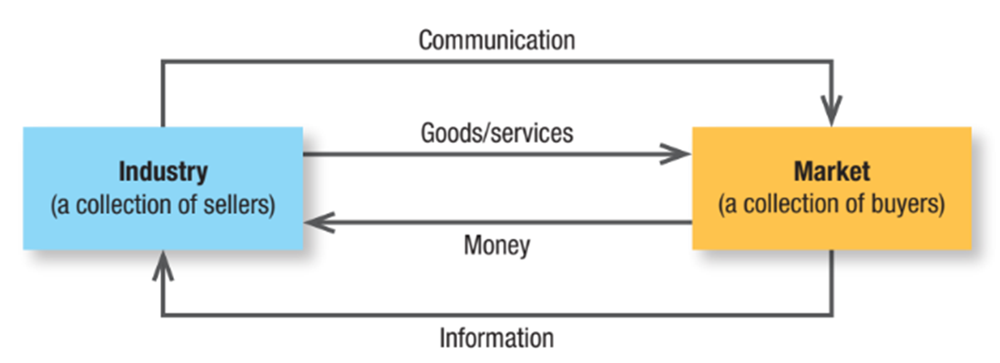 Communication
Goods/services
Industry
(a collection of sellers)
Market
(a collection of buyers)
Money
Information